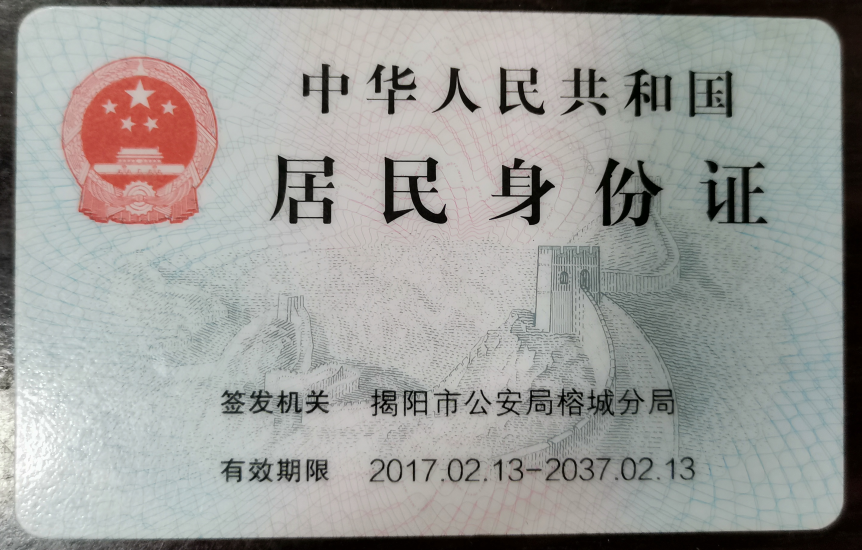 中华人民共和国
居民身份证
签发机关 揭阳市公安局榕城分局
有效期限 2017.02.13-2037.02.13